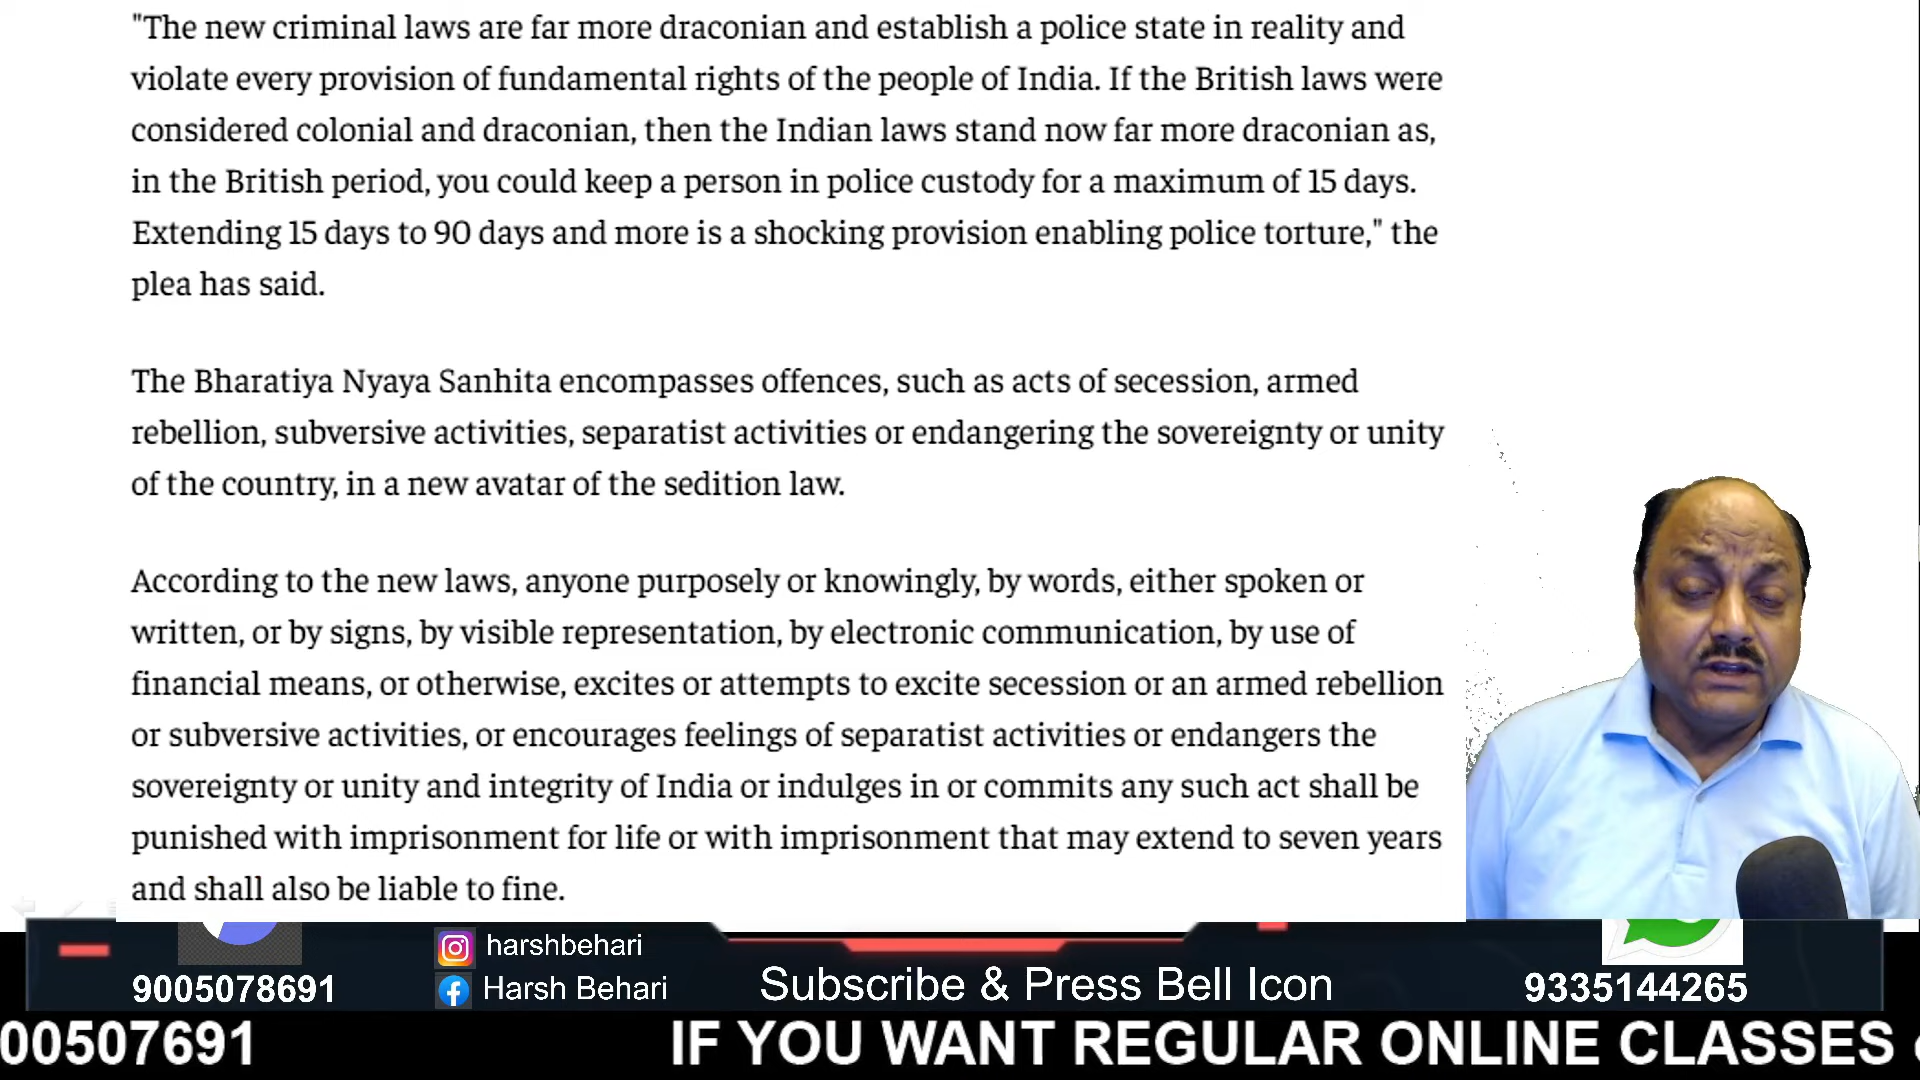 "The new criminal laws are far more draconian and establish a police state in reality and
violate every provision of fundamental rights of the people of India. If the British laws were
considered colonial and draconian, then the Indian laws stand now far more draconian as,
in the British period, you could keep a person in police custody for a maximum of 15 days.
Extending 15 days to 90 days and more is a shocking provision enabling police torture," the
plea has said.
The Bharatiya Nyaya Sanhita encompasses offences, such as acts of secession, armed
rebellion, subversive activities, separatist activities or endangering the sovereignty or unity
of the country, in a new avatar of the sedition law.
According to the new laws, anyone purposely or knowingly, by words, either spoken or
written, or by signs, by visible representation, by electronic communication, by use of
financial means, or otherwise, excites or attempts to excite secession or an armed rebellion
or subversive activities, or encourages feelings of separatist activities or endangers the
sovereignty or unity and integrity of India or indulges in or commits any such act shall be
punished with imprisonment for life or with imprisonment that may extend to seven years
and shall also be liable to fine.
harshbehari
9005078691 Harsh Behari Subscribe & Press Bell Icon 9335144265
00507691 IF YOU WANT REGULAR ONLINE CLASSES